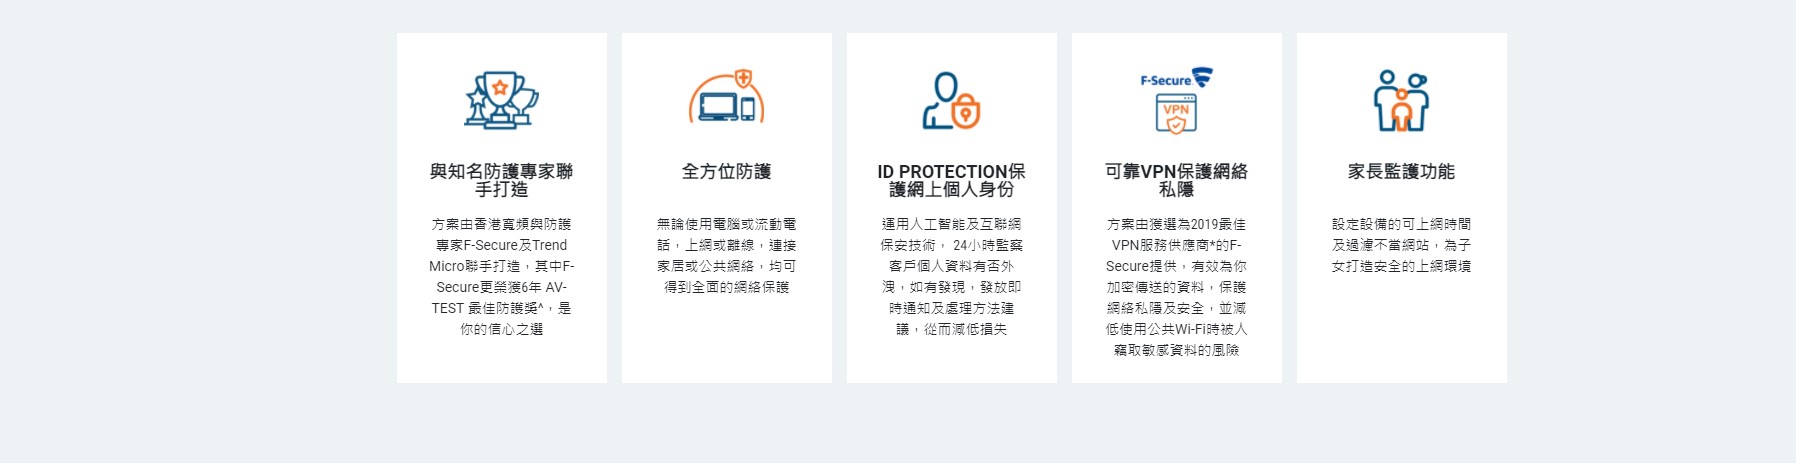 與知名防護專家聯
手打造
方案由香港寬頻與防護
專家F-Secure及Trend
Micro聯手打造，其中F-
Secure更榮獲6年 AV-
TEST 最佳防護獎^，是
你的信心之選
全方位防護
無論使用電腦或流動電
話，上網或離線，連接
家居或公共網絡，均可
得到全面的網絡保護
ID PROTECTION保
護網上個人身份
運用人工智能及互聯網
保安技術， 24小時監察
客戶個人資料有否外
洩，如有發現，發放即
時通知及處理方法建
議，從而減低損失
F-Secure
VPN
可靠VPN保護網絡
私隱
方案由獲選為2019最佳
VPN服務供應商*的F-
Secure提供，有效為你
加密傳送的資料，保護
網絡私隱及安全，並減
低使用公共Wi-Fi時被人
竊取敏感資料的風險
家長監護功能
設定設備的可上網時間
及過濾不當網站，為子
女打造安全的上網環境